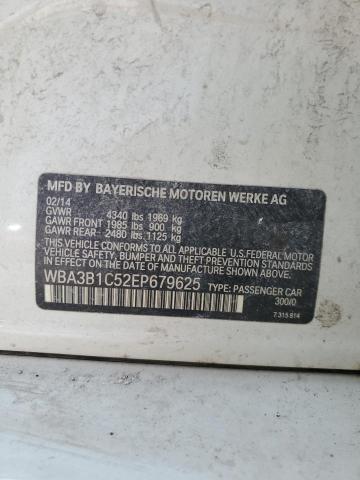 MFD BY BAYERISCHE MOTOREN WERKE AG
02/14
GVWR 4340 lbs 1969 kg
GAWR FRONT 1985 lbs 900 kg
GAWR REAR: 2480 lbs.1125 kg
THIS VEHICLE CONFORMS TO ALL APPLICABLE U.S.FEDERAL MOTOR
VEHICLE SAFETY, BUMPER AND THEFT PREVENTION STANDARDS IN
EFFECT ON THE DATE OF MANUFACTURE SHOWN ABOVE.
WBA3B1C52EP679625 TYPE: PASSENGER CAR
300/0
7 315 814